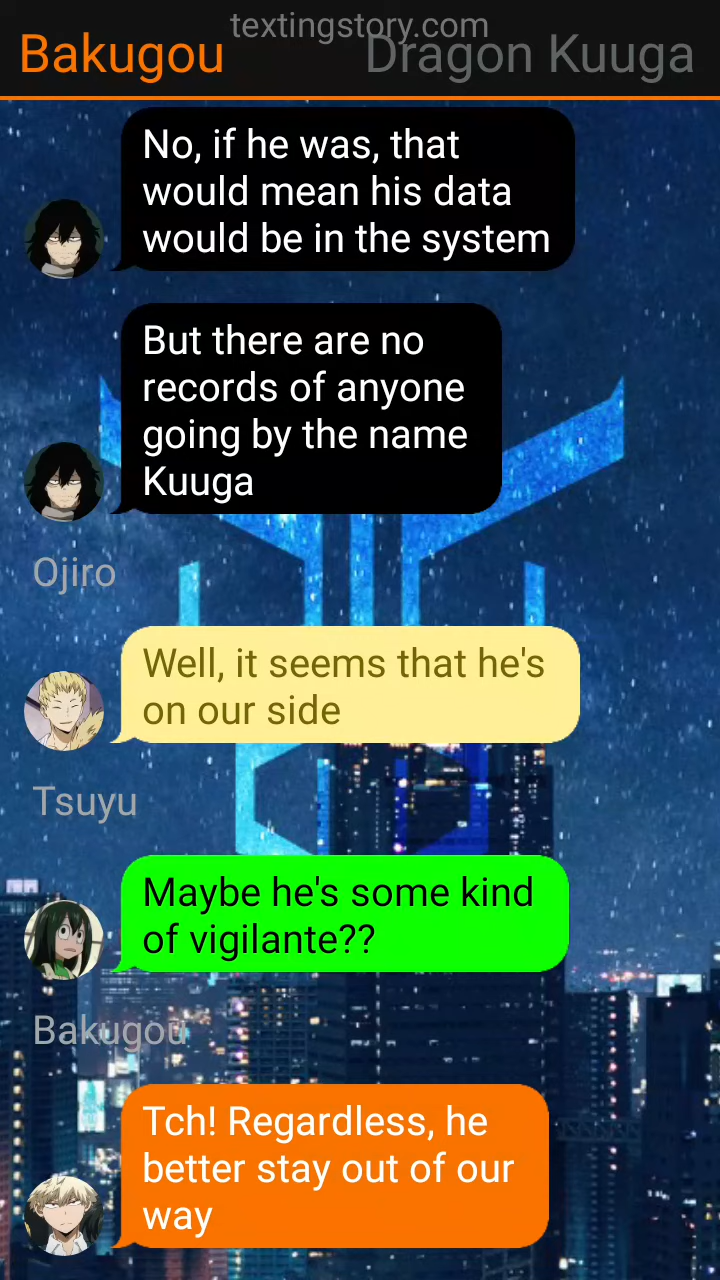 textingstory.com
Bakugou
Dragon Kuuga
No, if he was, that
would mean his data
would be in the system
But there are no
records of anyone
going by the name
Kuuga
Ojiro
Well, it seems that he's
on our side
Tsuyu
Maybe he's some kind
of vigilante??
Bakugou
Tch! Regardless, he
better stay out of our
way